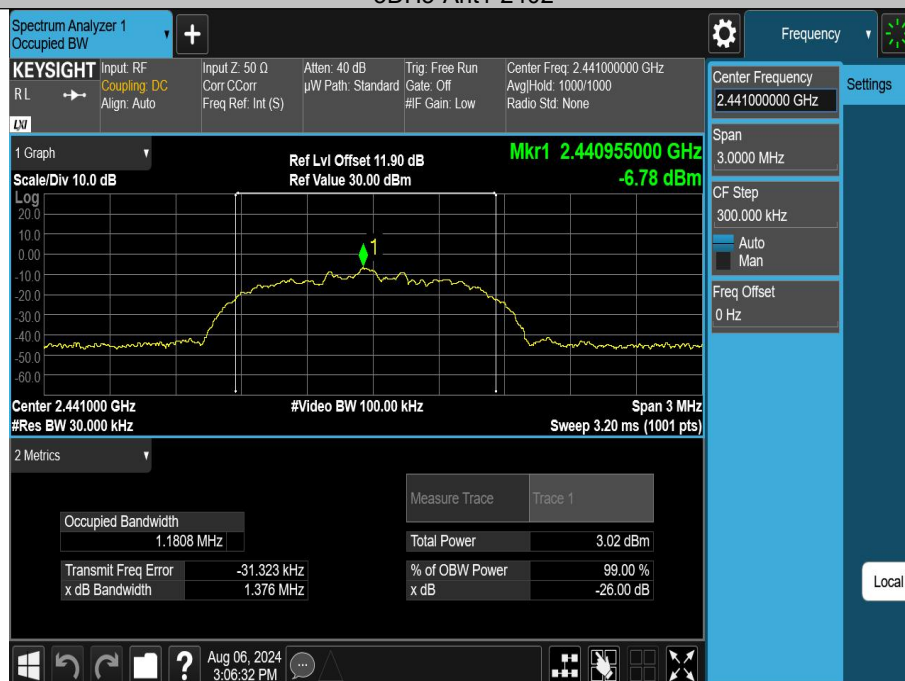 Spectrum Analyzer 1
Occupied BW
Frequency
KEYSIGHT
RL
LXI
Input: RF
Coupling: DC
Align: Auto
Input Z: 50 Ω
Corr CCorr
Freq Ref: Int (S)
Atten: 40 dB
µW Path: Standard
Trig: Free Run
Gate: Off
#IF Gain: Low
Center Freq: 2.441000000 GHz
Avg|Hold: 1000/1000
Radio Std: None
Center Frequency
2.441000000 GHz
Settings
Span
3.0000 MHz
CF Step
300.000 kHz
Auto
Man
Freq Offset
0 Hz
Local
1 Graph
Scale/Div 10.0 dB
Ref Lvl Offset 11.90 dB
Ref Value 30.00 dBm
Mkr1 2.440955000 GHz
-6.78 dBm
Log
20.0
10.0
0.00
-10.0
-20.0
-30.0
-40.0
-50.0
-60.0
1
Center 2.441000 GHz
#Res BW 30.000 kHz
#Video BW 100.00 kHz
Span 3 MHz
Sweep 3.20 ms (1001 pts)
2 Metrics
Measure Trace
Trace 1
Occupied Bandwidth
1.1808 MHz
Total Power
3.02 dBm
Transmit Freq Error
-31.323 kHz
% of OBW Power
99.00 %
x dB Bandwidth
1.376 MHz
x dB
-26.00 dB
?
Aug 06, 2024
3:06:32 PM